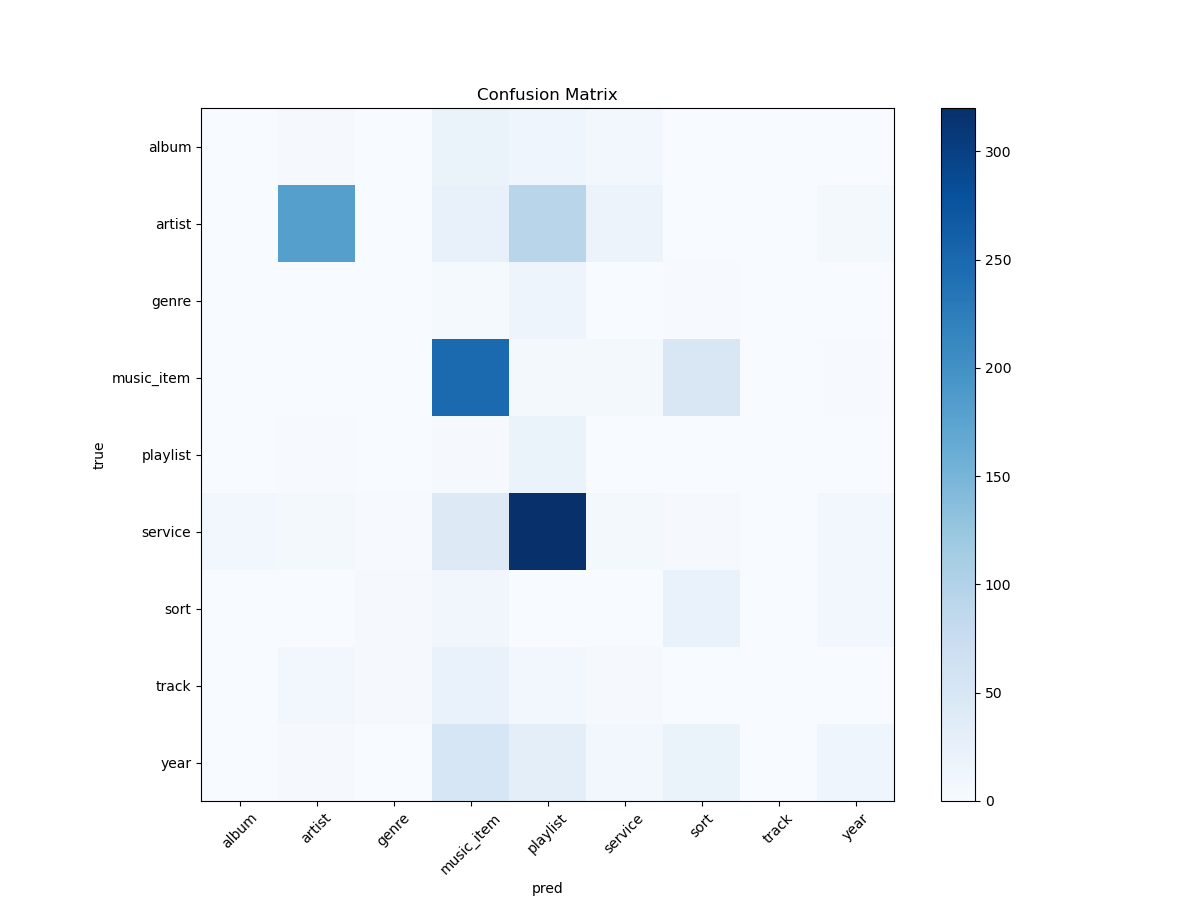 Confusion Matrix
album
artist
genre
music_item
playlist
service
sort
track
year
true
album
artist
genre
music_item
playlist
service
sort
track
year
pred
300
250
200
150
100
50
0